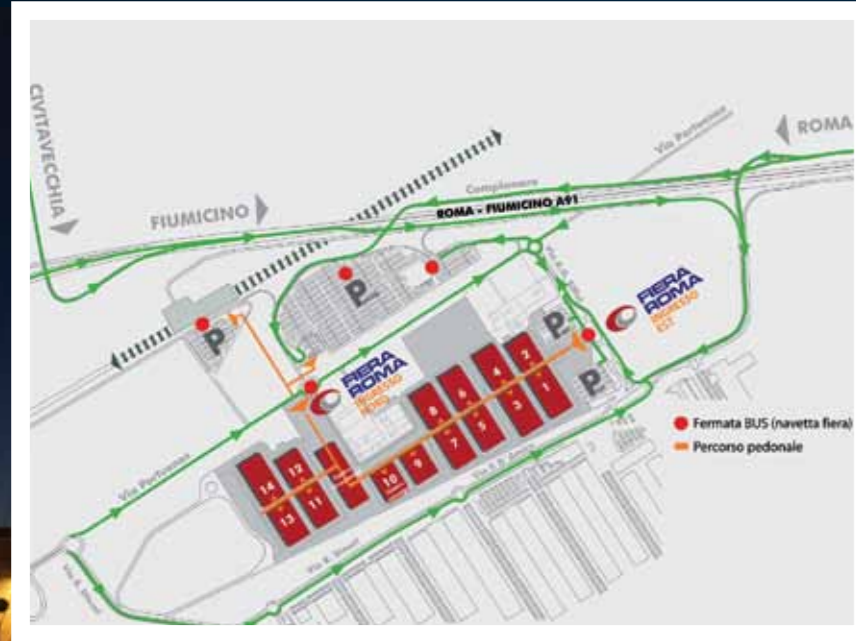 CIVITAVECCHIA
FIUMICINO
ROMA
Via Portuense
Complanare
ROMA - FIUMICINO A91
P
P
P
P
FIERA
ROMA
INGRESSO
EST
FIERA
ROMA
INGRESSO
NORD
2
4
1
6
3
8
5
7
9
10
12
14
11
13
Via Portuense
Fermata BUS (navetta fiera)
Percorso pedonale